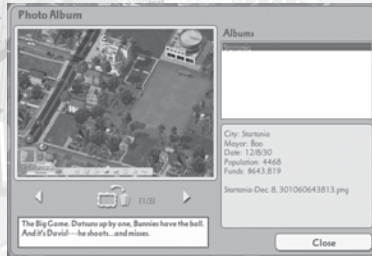 Photo Album
Albums
Startonia
City: Startonia
Mayor: Boo
Date: 12/8/30
Population: 4468
Funds: $643,819
Startonia-Dec. 8, 301060643813.png
(1/3)
The Big Game. Datsuns up by one, Bunnies have the ball.
And it's David--he shoots...and misses.
Close